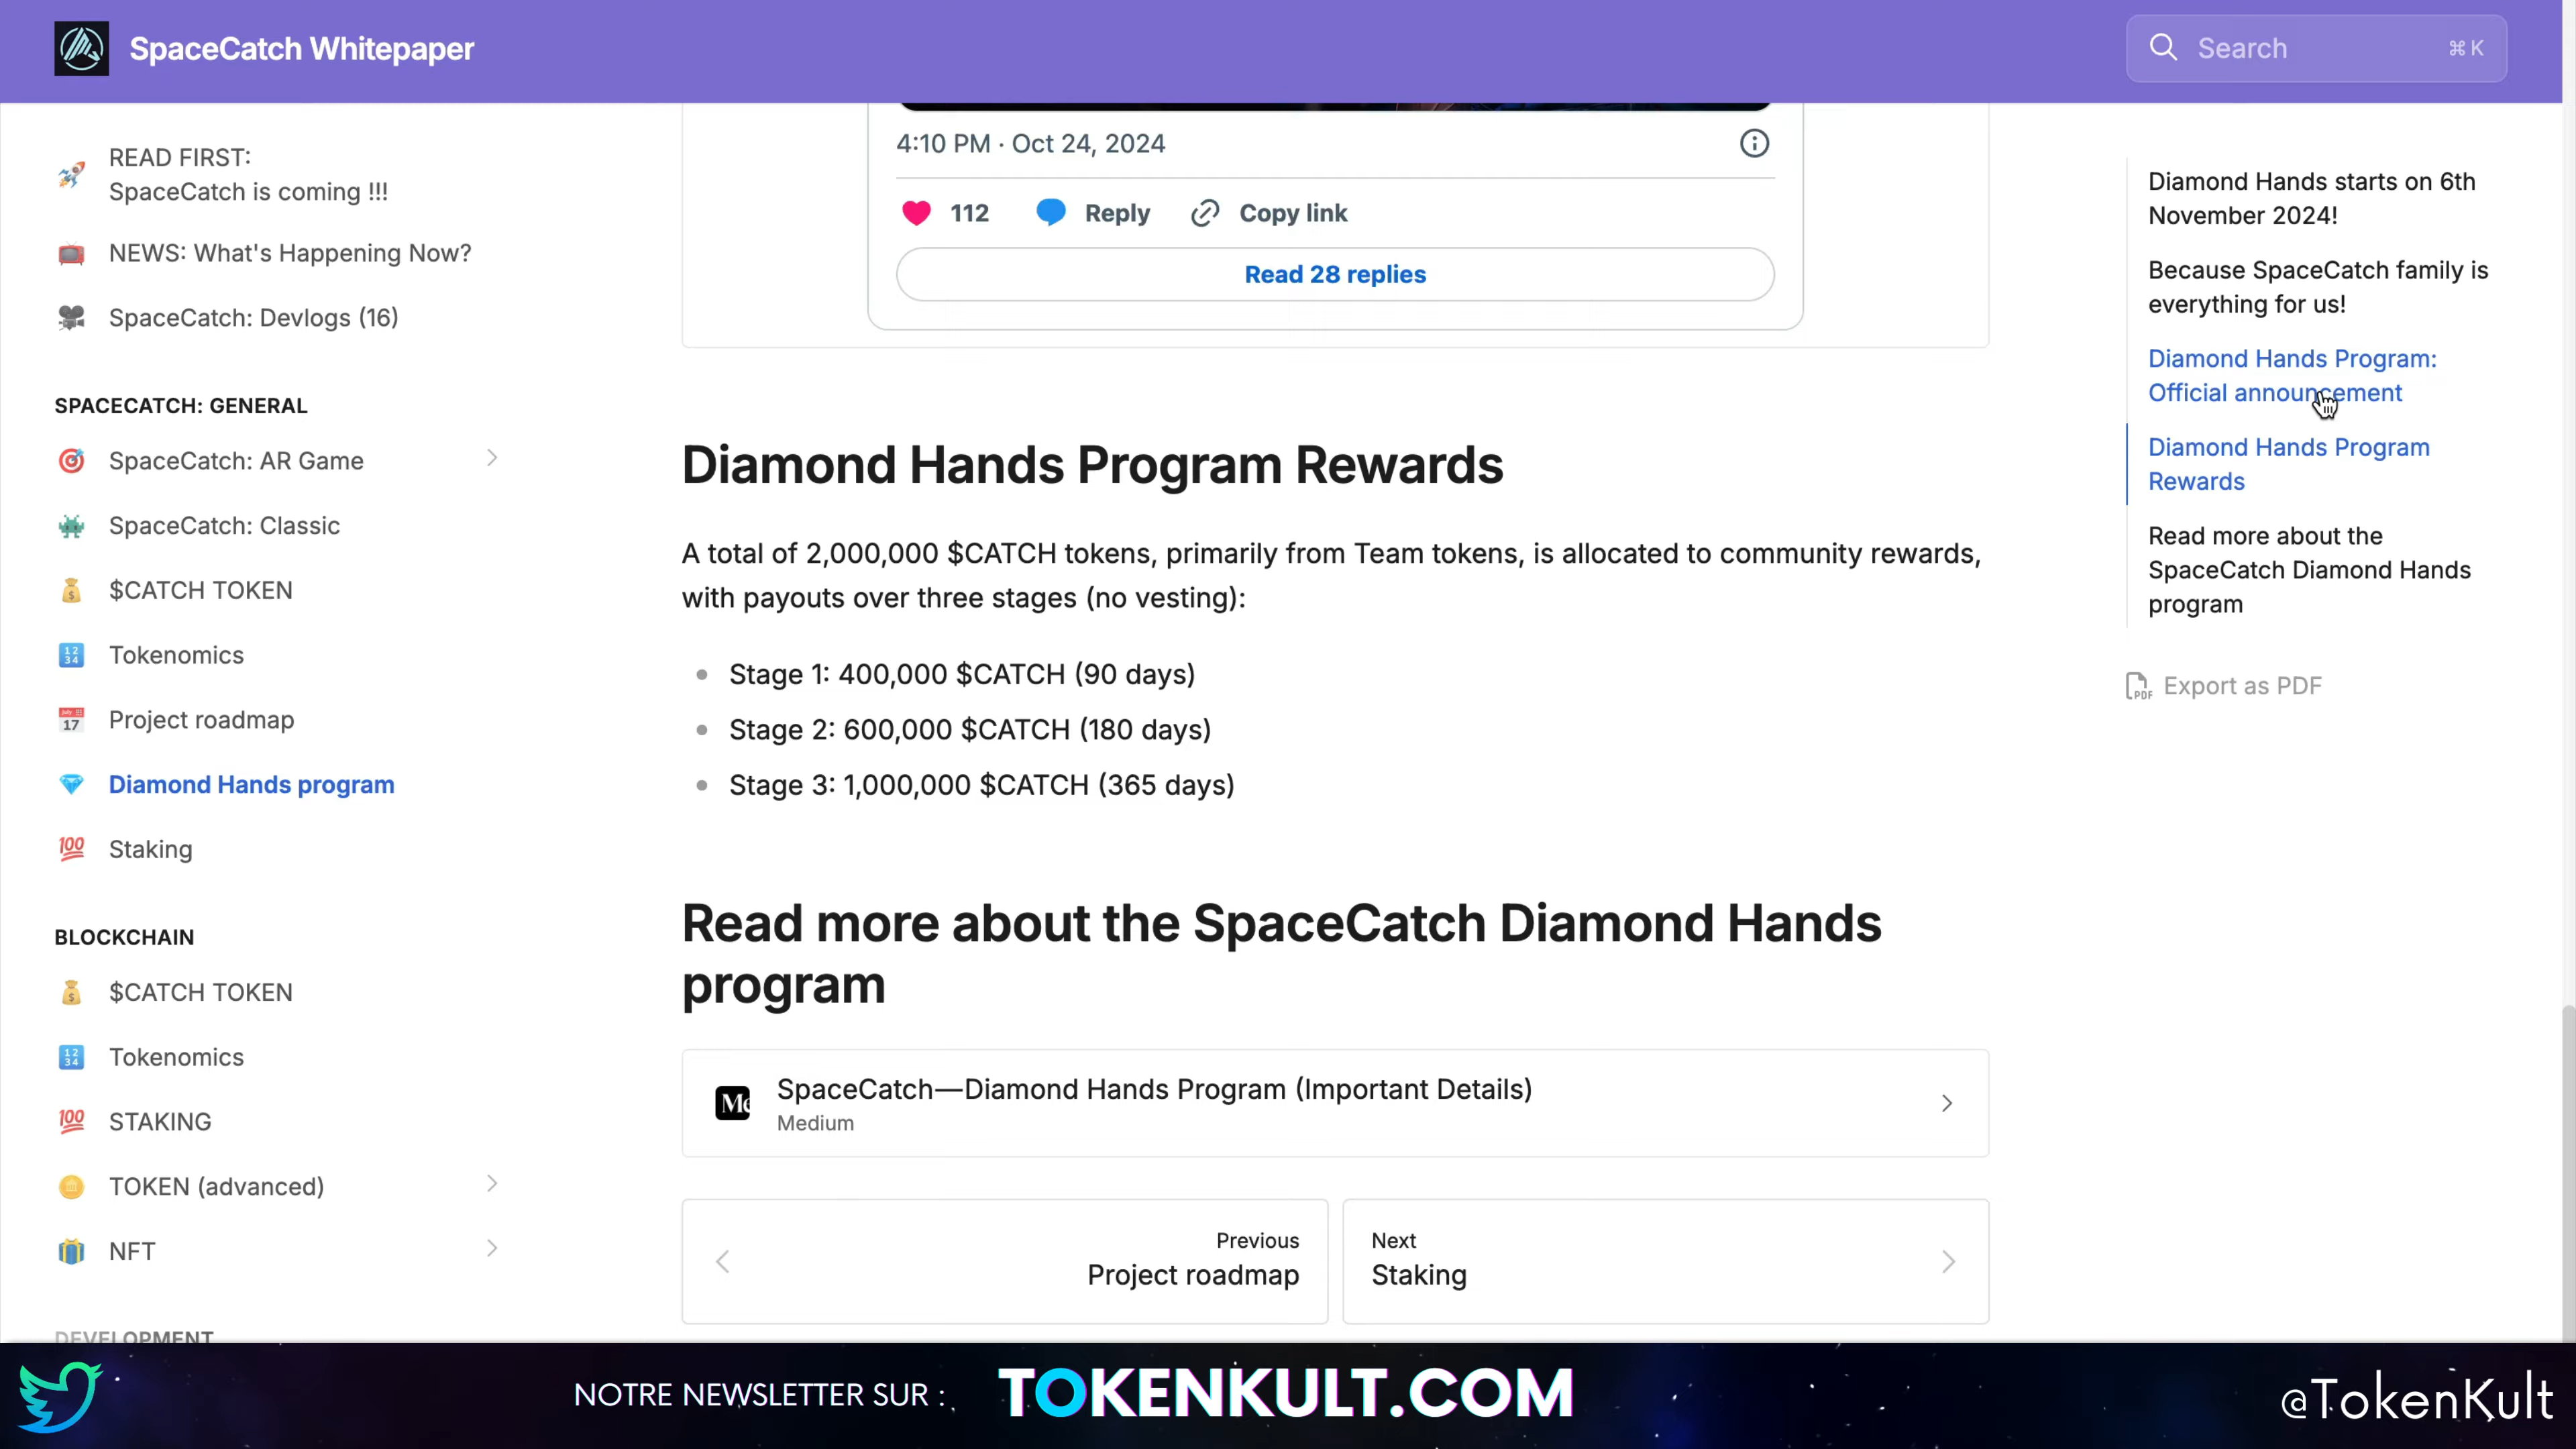 SpaceCatch Whitepaper
Search
⌘ K
READ FIRST:
SpaceCatch is coming !!!
NEWS: What's Happening Now?
SpaceCatch: Devlogs (16)
SPACECATCH: GENERAL
SpaceCatch: AR Game
SpaceCatch: Classic
$CATCH TOKEN
Tokenomics
Project roadmap
Diamond Hands program
Staking
BLOCKCHAIN
$CATCH TOKEN
Tokenomics
STAKING
TOKEN (advanced)
NFT
DEVELOPMENT
4:10 PM · Oct 24, 2024
112 Reply Copy link
Read 28 replies
Diamond Hands Program Rewards
A total of 2,000,000 $CATCH tokens, primarily from Team tokens, is allocated to community rewards,
with payouts over three stages (no vesting):
Stage 1: 400,000 $CATCH (90 days)
Stage 2: 600,000 $CATCH (180 days)
Stage 3: 1,000,000 $CATCH (365 days)
Read more about the SpaceCatch Diamond Hands
program
SpaceCatch—Diamond Hands Program (Important Details)
Medium
Previous
Project roadmap
Next
Staking
Diamond Hands starts on 6th
November 2024!
Because SpaceCatch family is
everything for us!
Diamond Hands Program:
Official announcement
Diamond Hands Program
Rewards
Read more about the
SpaceCatch Diamond Hands
program
Export as PDF
NOTRE NEWSLETTER SUR : TOKENKULT.COM
@TokenKult